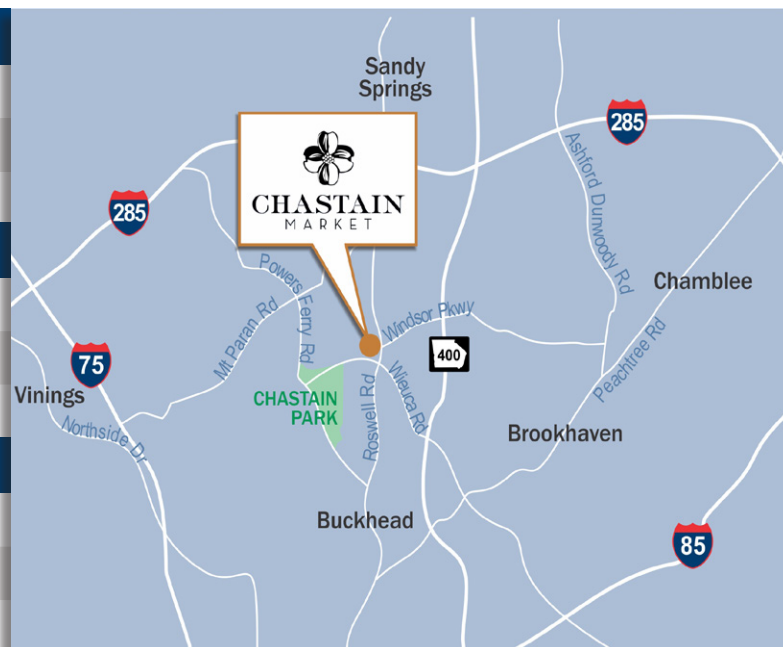 Sandy
Springs
285
Ashford Dunwoody Rd
CHASTAIN
MARKET
285
Powers Ferry Rd
Chamblee
Mt Paran Rd
Windsor Pkwy
400
Peachtree Rd
75
Vinings
CHASTAIN
PARK
Roswell Rd
Wieuca Rd
Northside Dr
Brookhaven
Buckhead
85